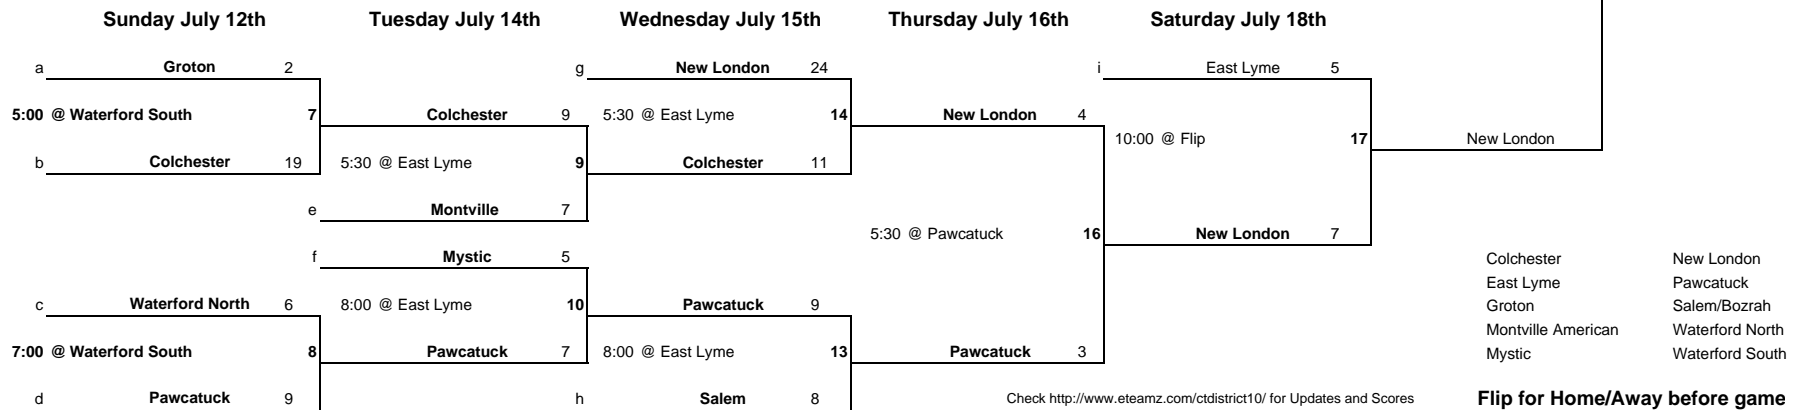 Sunday July 12th Tuesday July 14th Wednesday July 15th Thursday July 16th Saturday July 18th
a Groton 2 g New London 24 i East Lyme 5
5:00 @ Waterford South 7 Colchester 9 5:30 @ East Lyme 14 New London 4
10:00 @ Flip 17 New London
b Colchester 19 5:30 @ East Lyme 9 Colchester 11
e Montville 7
5:30 @ Pawcatuck 16 New London 7
f Mystic 5
Colchester New London
East Lyme Pawcatuck
c Waterford North 6 8:00 @ East Lyme 10 Pawcatuck 9
Groton Salem/Bozrah
Montville American Waterford North
7:00 @ Waterford South 8 Pawcatuck 7 8:00 @ East Lyme 13 Pawcatuck 3
Mystic Waterford South
d Pawcatuck 9 h Salem 8 Check http://www.eteamz.com/ctdistrict10/ for Updates and Scores Flip for Home/Away before game